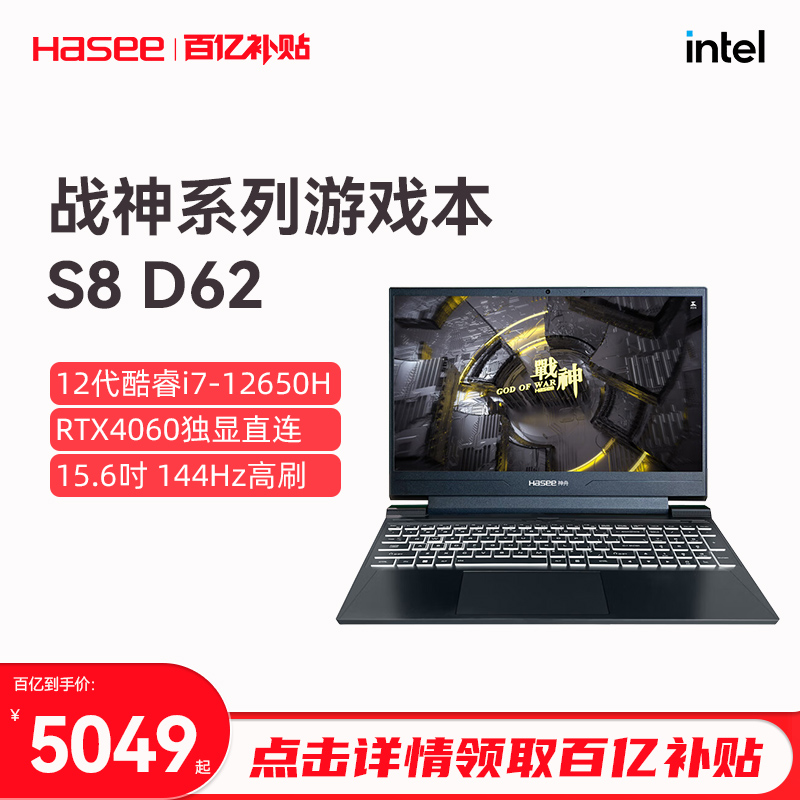 Hasee | 百亿补贴
intel
战神系列游戏本
S8 D62
12代酷睿i7-12650H
RTX4060独显直连
15.6吋 144Hz高刷
戰神
GOD OF WAR
Hasee 神舟
百亿到手价:
¥5049起
点击详情领取百亿补贴